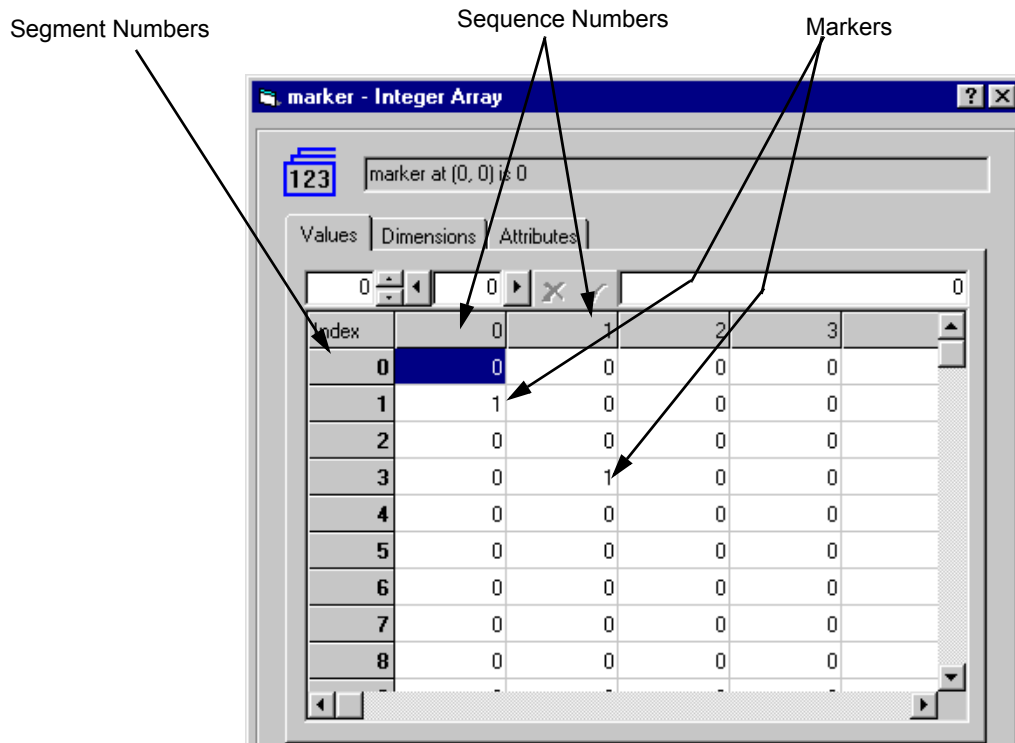 Segment Numbers
Sequence Numbers
Markers
marker - Integer Array
123
marker at (0, 0) is 0
Values Dimensions Attributes
0 0 0
Index 0 1 2 3
0 0 0 0 0
1 1 0 0 0
2 0 0 0 0
3 0 1 0 0
4 0 0 0 0
5 0 0 0 0
6 0 0 0 0
7 0 0 0 0
8 0 0 0 0